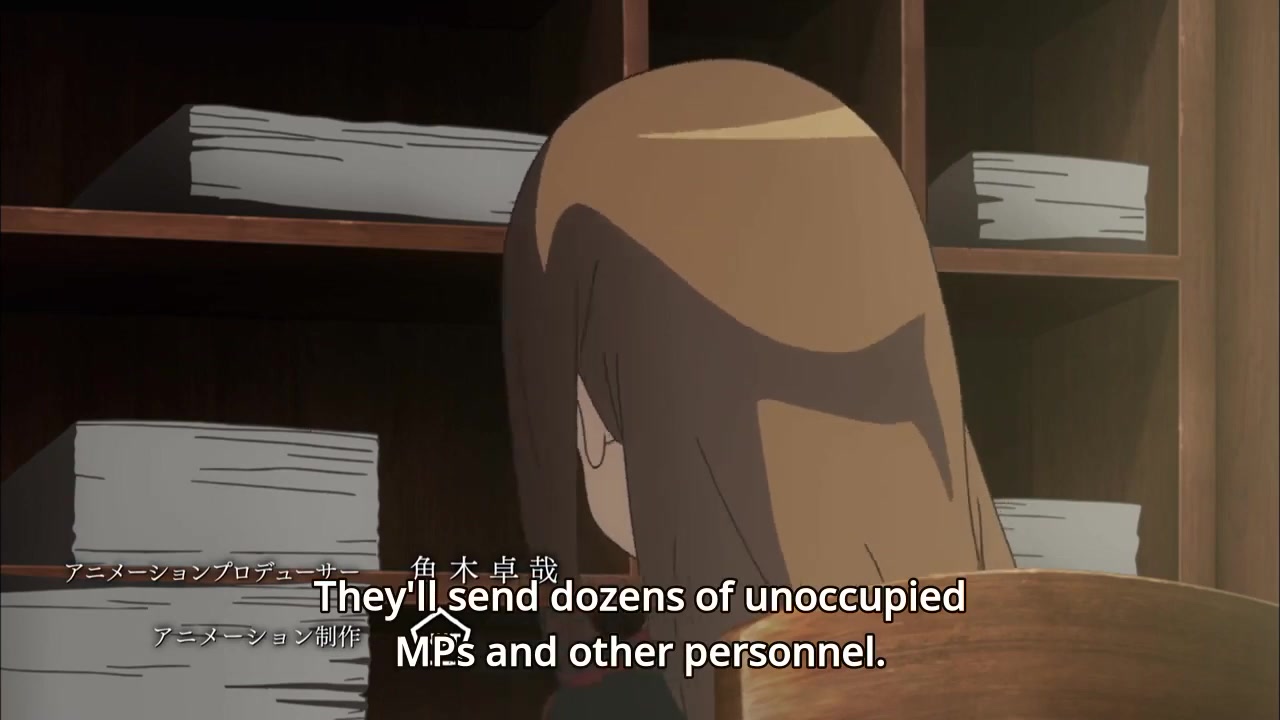 アニメーションプロデューサー 角木卓哉
They'll send dozens of unoccupied
アニメーション制作
MPs and other personnel.